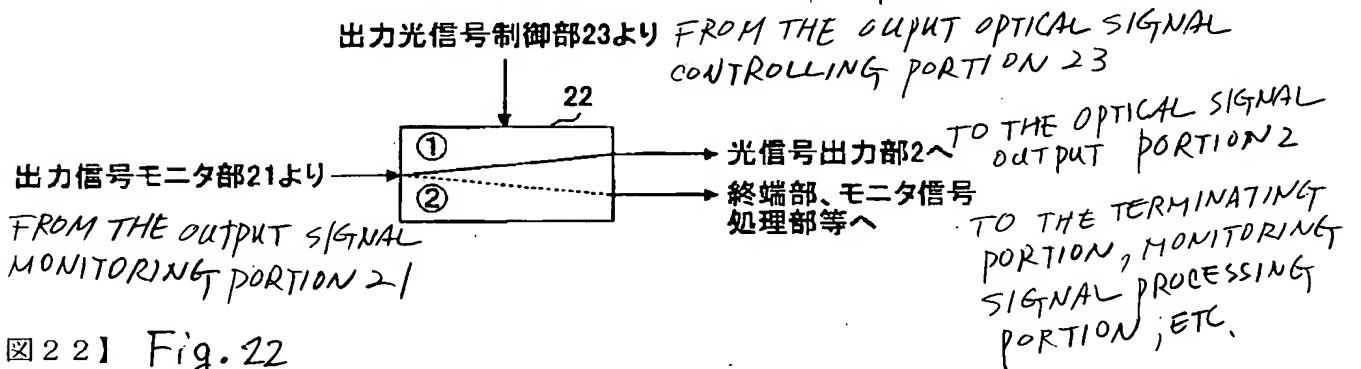 出力光信号制御部23より
FROM THE OUPUT OPTICAL SIGNAL
CONTROLLING PORTION 23
22
①
②
出力信号モニタ部21より
FROM THE OUTPUT SIGNAL
MONITORING PORTION 21
光信号出力部2へ
TO THE OPTICAL SIGNAL
OUTPUT PORTION 2
終端部、モニタ信号
処理部等へ
TO THE TERMINATING
PORTION, MONITORING
SIGNAL PROCESSING
PORTION, ETC.
図22】 Fig. 22